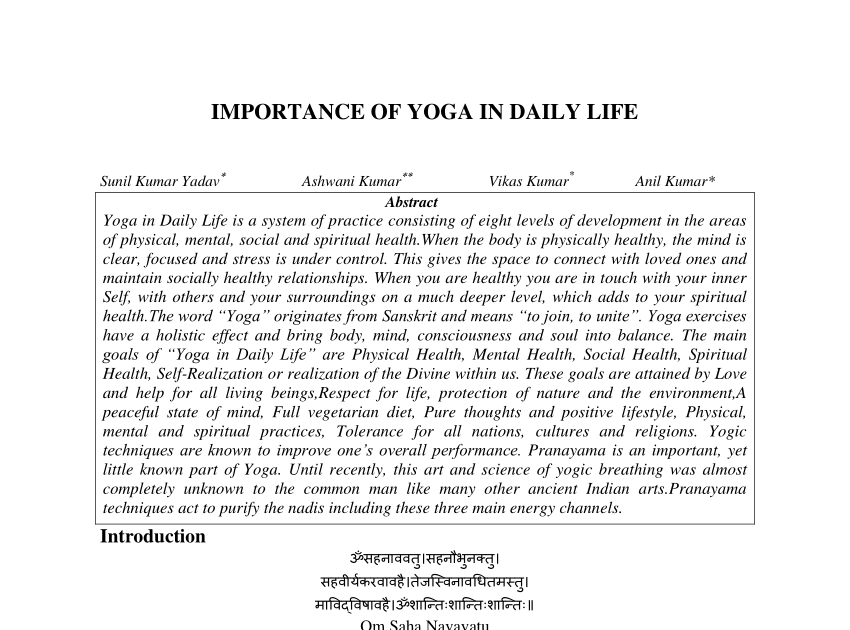 IMPORTANCE OF YOGA IN DAILY LIFE
Sunil Kumar Yadav* Ashwani Kumar** Vikas Kumar* Anil Kumar*
Abstract
Yoga in Daily Life is a system of practice consisting of eight levels of development in the areas
of physical, mental, social and spiritual health.When the body is physically healthy, the mind is
clear, focused and stress is under control. This gives the space to connect with loved ones and
maintain socially healthy relationships. When you are healthy you are in touch with your inner
Self, with others and your surroundings on a much deeper level, which adds to your spiritual
health.The word “Yoga” originates from Sanskrit and means “to join, to unite”. Yoga exercises
have a holistic effect and bring body, mind, consciousness and soul into balance. The main
goals of “Yoga in Daily Life” are Physical Health, Mental Health, Social Health, Spiritual
Health, Self-Realization or realization of the Divine within us. These goals are attained by Love
and help for all living beings,Respect for life, protection of nature and the environment,A
peaceful state of mind, Full vegetarian diet, Pure thoughts and positive lifestyle, Physical,
mental and spiritual practices, Tolerance for all nations, cultures and religions. Yogic
techniques are known to improve one’s overall performance. Pranayama is an important, yet
little known part of Yoga. Until recently, this art and science of yogic breathing was almost
completely unknown to the common man like many other ancient Indian arts.Pranayama
techniques act to purify the nadis including these three main energy channels.
Introduction
ॐसहनाववतु।सहनौभुनक्तु।
सहवीर्यंकरवावहै।तेजस्विनावधितमस्तु।
माविद्विषावहै।ॐशान्तिःशान्तिःशान्तिः॥
Om Saha Navavatu